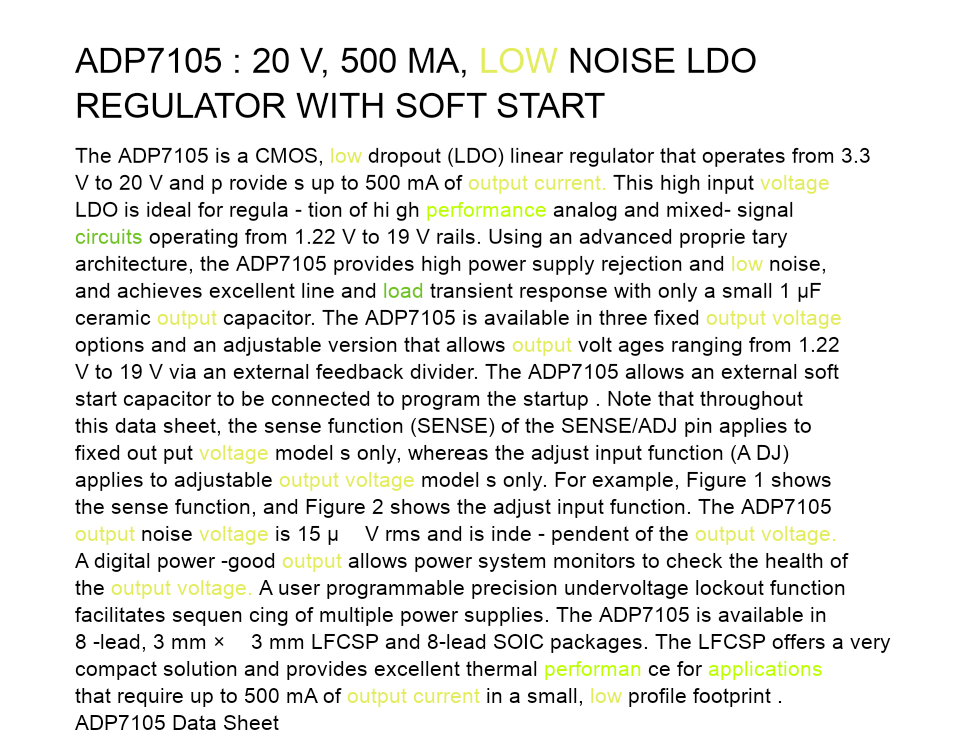 ADP7105 : 20 V, 500 MA, LOW NOISE LDO
REGULATOR WITH SOFT START
The ADP7105 is a CMOS, low dropout (LDO) linear regulator that operates from 3.3
V to 20 V and p rovide s up to 500 mA of output current. This high input voltage
LDO is ideal for regula - tion of hi gh performance analog and mixed- signal
circuits operating from 1.22 V to 19 V rails. Using an advanced proprie tary
architecture, the ADP7105 provides high power supply rejection and low noise,
and achieves excellent line and load transient response with only a small 1 µF
ceramic output capacitor. The ADP7105 is available in three fixed output voltage
options and an adjustable version that allows output volt ages ranging from 1.22
V to 19 V via an external feedback divider. The ADP7105 allows an external soft
start capacitor to be connected to program the startup . Note that throughout
this data sheet, the sense function (SENSE) of the SENSE/ADJ pin applies to
fixed out put voltage model s only, whereas the adjust input function (A DJ)
applies to adjustable output voltage model s only. For example, Figure 1 shows
the sense function, and Figure 2 shows the adjust input function. The ADP7105
output noise voltage is 15 µ V rms and is inde - pendent of the output voltage.
A digital power -good output allows power system monitors to check the health of
the output voltage. A user programmable precision undervoltage lockout function
facilitates sequen cing of multiple power supplies. The ADP7105 is available in
8 -lead, 3 mm × 3 mm LFCSP and 8-lead SOIC packages. The LFCSP offers a very
compact solution and provides excellent thermal performan ce for applications
that require up to 500 mA of output current in a small, low profile footprint .
ADP7105 Data Sheet